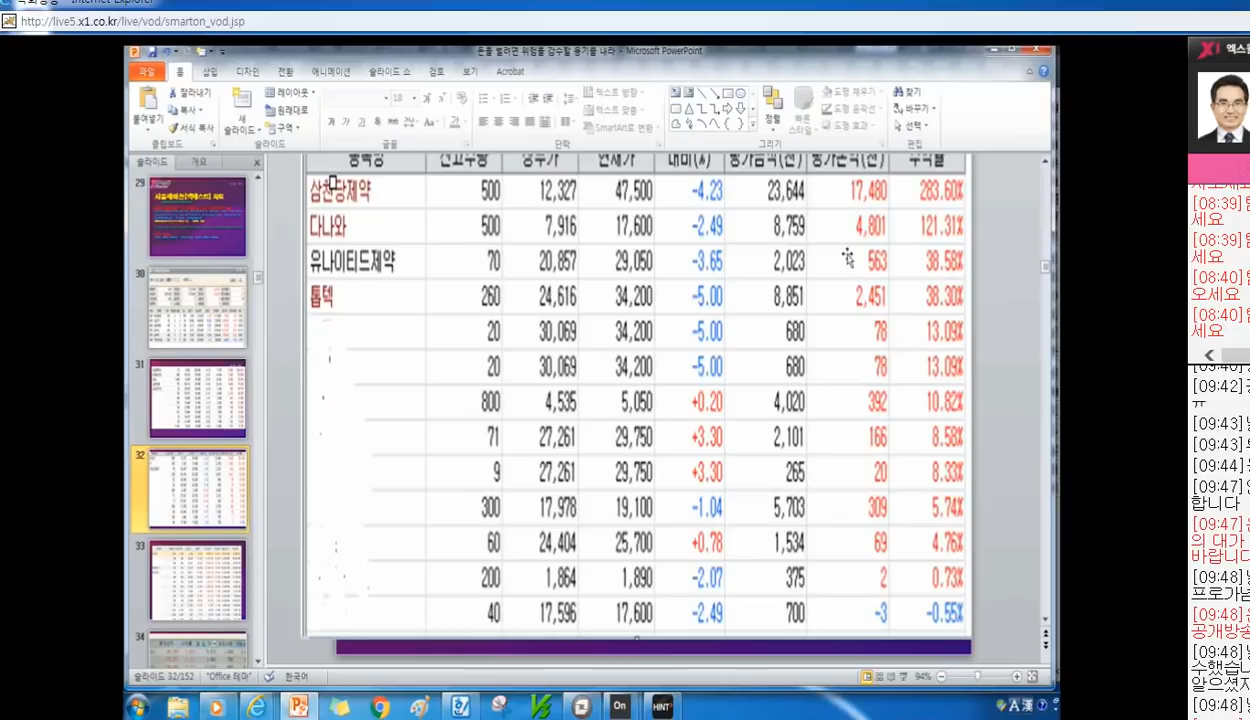 http://live5.x1.co.kr/live/vod/smarton_vod.jsp
돈을 벌려면 위험을 감수할 용기를 내라 - Microsoft PowerPoint
파일 홈 삽입 디자인 전환 애니메이션 슬라이드 쇼 검토 보기 Acrobat
붙여넣기
잘라내기
복사
서식 복사
클립보드
새 슬라이드
레이아웃
원래대로
구역
슬라이드
18
글꼴
텍스트 방향
텍스트 맞춤
SmartArt로 변환
단락
정렬
빠른 스타일
도형 채우기
도형 윤곽선
도형 효과
그리기
찾기
바꾸기
선택
편집
슬라이드 개요
29
30
31
32
33
34
삼천당제약 500 12,327 47,500 -4.23 23,644 17,480 283.60%
다나와 500 7,916 17,600 -2.49 8,759 4,801 121.31%
유나이티드제약 70 20,857 29,050 -3.65 2,023 563 38.58%
톱텍 260 24,616 34,200 -5.00 8,851 2,451 38.30%
20 30,069 34,200 -5.00 680 78 13.09%
20 30,069 34,200 -5.00 680 78 13.09%
800 4,535 5,050 +0.20 4,020 392 10.82%
71 27,261 29,750 +3.30 2,101 166 8.58%
9 27,261 29,750 +3.30 265 20 8.33%
300 17,978 19,100 -1.04 5,703 309 5.74%
60 24,404 25,700 +0.78 1,534 69 4.76%
200 1,864 1,890 -2.07 375 2 0.73%
40 17,596 17,600 -2.49 700 -3 -0.55%
슬라이드 32/152 "Office 테마" 한국어 94%
On
HINT
A 漢
X1 엑스원
[08:39]
세요
[08:39]
세요
[08:40]
오세요
[08:40]
세요
[09:42]
ㅠ
[09:43]
[09:43]
[09:44]
[09:47]
합니다
[09:47]
의 대가
바랍니다
[09:48]
프로가념
[09:48]
공개방송
[09:48]
수했습니
알으셨지
[09:48]